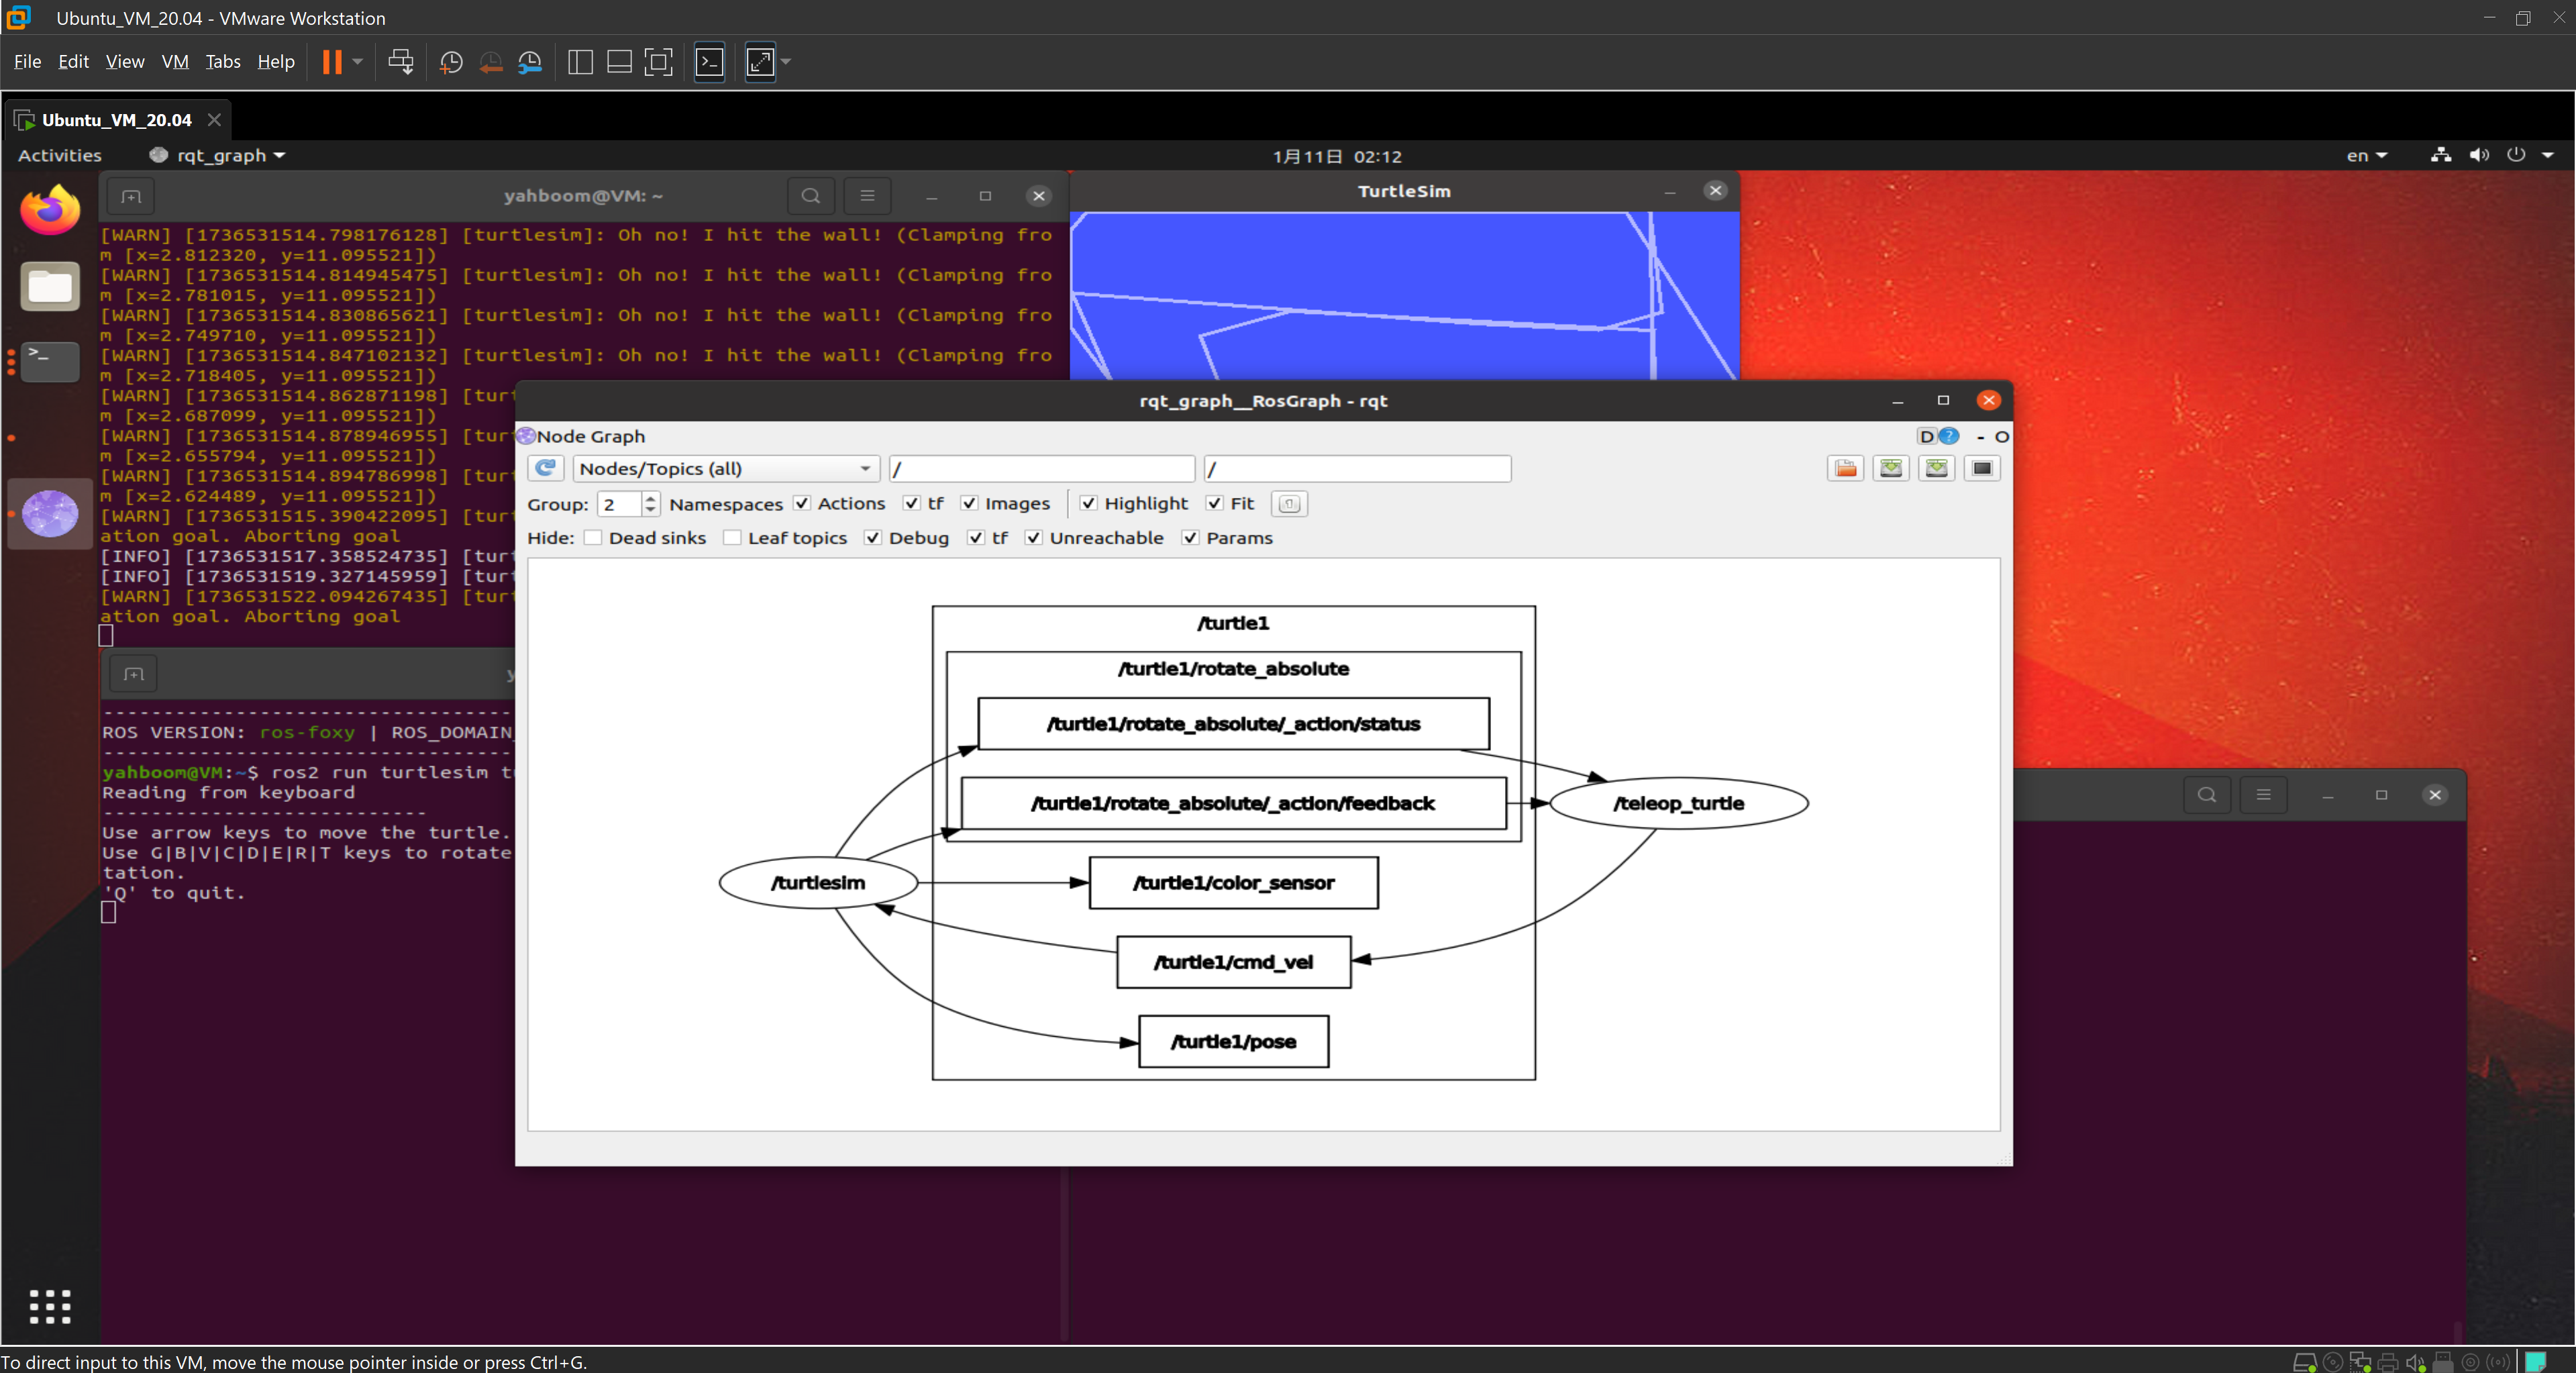 Ubuntu_VM_20.04 - VMware Workstation
File Edit View VM Tabs Help
Ubuntu_VM_20.04
Activities rqt_graph 1月11日 02:12 en
yahboom@VM: ~
[WARN] [1736531514.798176128] [turtlesim]: Oh no! I hit the wall! (Clamping fro
m [x=2.812320, y=11.095521])
[WARN] [1736531514.814945475] [turtlesim]: Oh no! I hit the wall! (Clamping fro
m [x=2.781015, y=11.095521])
[WARN] [1736531514.830865621] [turtlesim]: Oh no! I hit the wall! (Clamping fro
m [x=2.749710, y=11.095521])
[WARN] [1736531514.847102132] [turtlesim]: Oh no! I hit the wall! (Clamping fro
m [x=2.718405, y=11.095521])
[WARN] [1736531514.862871198] [turt
m [x=2.687099, y=11.095521])
[WARN] [1736531514.878946955] [tur
m [x=2.655794, y=11.095521])
[WARN] [1736531514.894786998] [tur
m [x=2.624489, y=11.095521])
[WARN] [1736531515.390422095] [tur
ation goal. Aborting goal
[INFO] [1736531517.358524735] [tur
[INFO] [1736531519.327145959] [tur
[WARN] [1736531522.094267435] [tur
ation goal. Aborting goal
TurtleSim
rqt_graph__RosGraph - rqt
Node Graph D ? - O
Nodes/Topics (all) / /
Group: 2 Namespaces Actions tf Images Highlight Fit
Hide: Dead sinks Leaf topics Debug tf Unreachable Params
/turtle1
/turtle1/rotate_absolute
/turtle1/rotate_absolute/_action/status
/turtle1/rotate_absolute/_action/feedback
/teleop_turtle
/turtlesim
/turtle1/color_sensor
/turtle1/cmd_vel
/turtle1/pose
ROS VERSION: ros-foxy | ROS_DOMAIN_
yahboom@VM:~$ ros2 run turtlesim t
Reading from keyboard
---------------------------
Use arrow keys to move the turtle.
Use G|B|V|C|D|E|R|T keys to rotate
tation.
'Q' to quit.
To direct input to this VM, move the mouse pointer inside or press Ctrl+G.